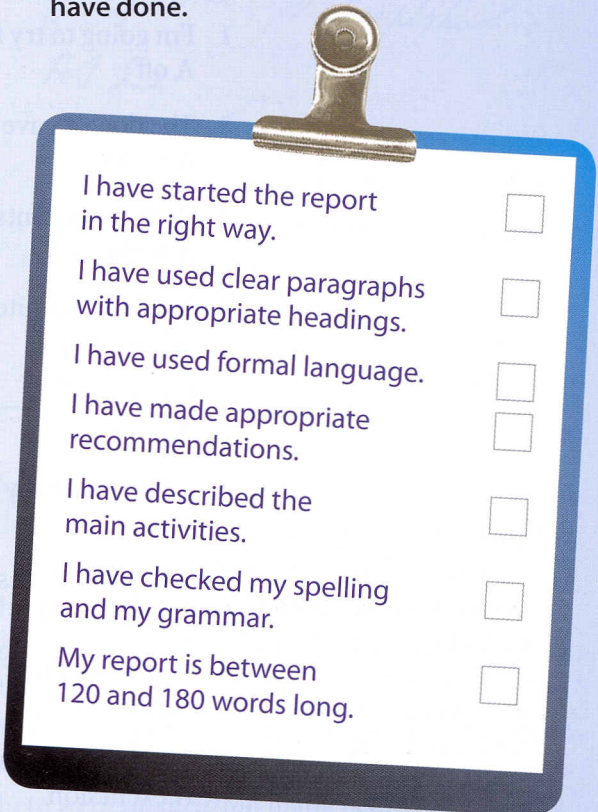 have done.
I have started the report
in the right way.
I have used clear paragraphs
with appropriate headings.
I have used formal language.
I have made appropriate
recommendations.
I have described the
main activities.
I have checked my spelling
and my grammar.
My report is between
120 and 180 words long.